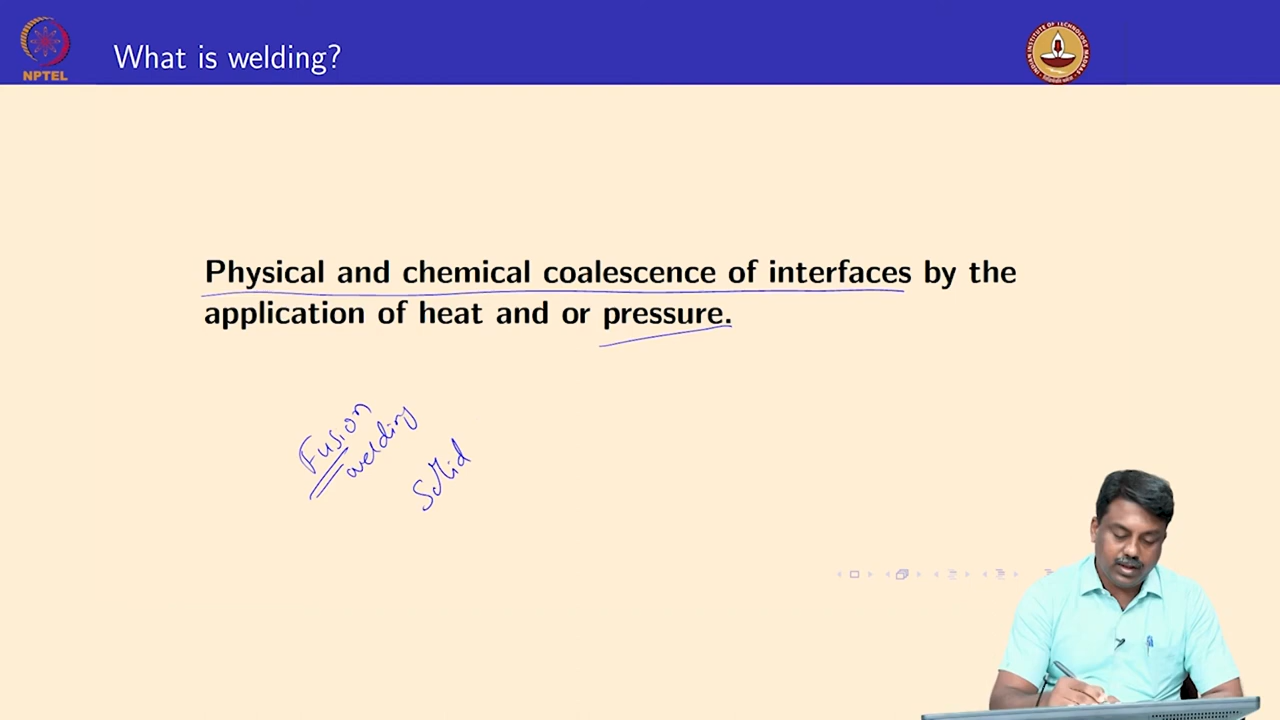 NPTEL
What is welding?
Physical and chemical coalescence of interfaces by the
application of heat and or pressure.
Fusion
welding
Solid